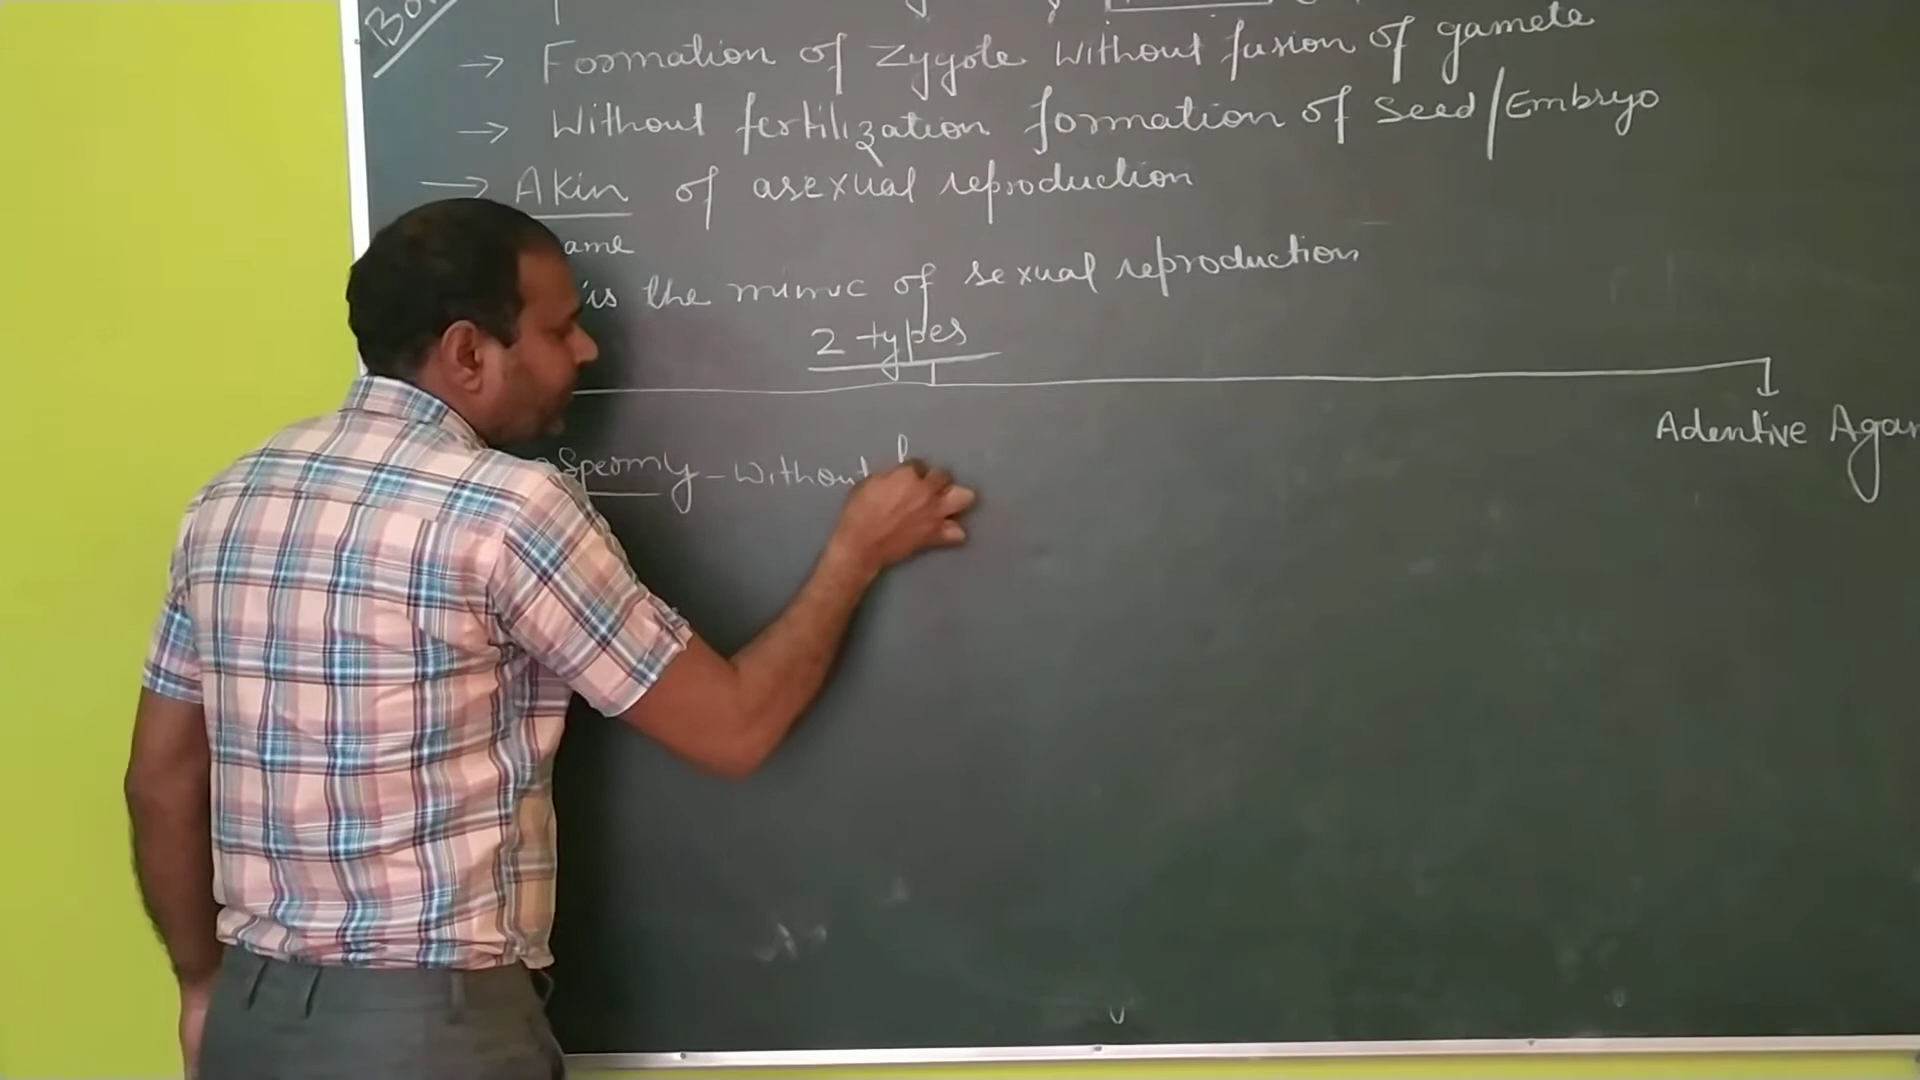 → Formation of Zygote Without fusion of gamete
→ Without fertilization formation of Seed/Embryo
→ Akin of asexual reproduction
ame
is the mimic of sexual reproduction
2 types
Spermy - Without
Adentive Agam